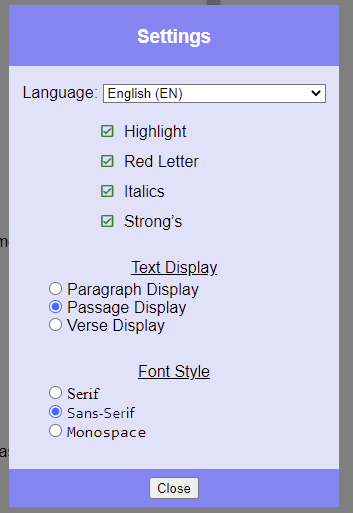 Settings
Language: English (EN)
Highlight
Red Letter
Italics
Strong’s
Text Display
Paragraph Display
Passage Display
Verse Display
Font Style
Serif
Sans-Serif
Monospace
Close